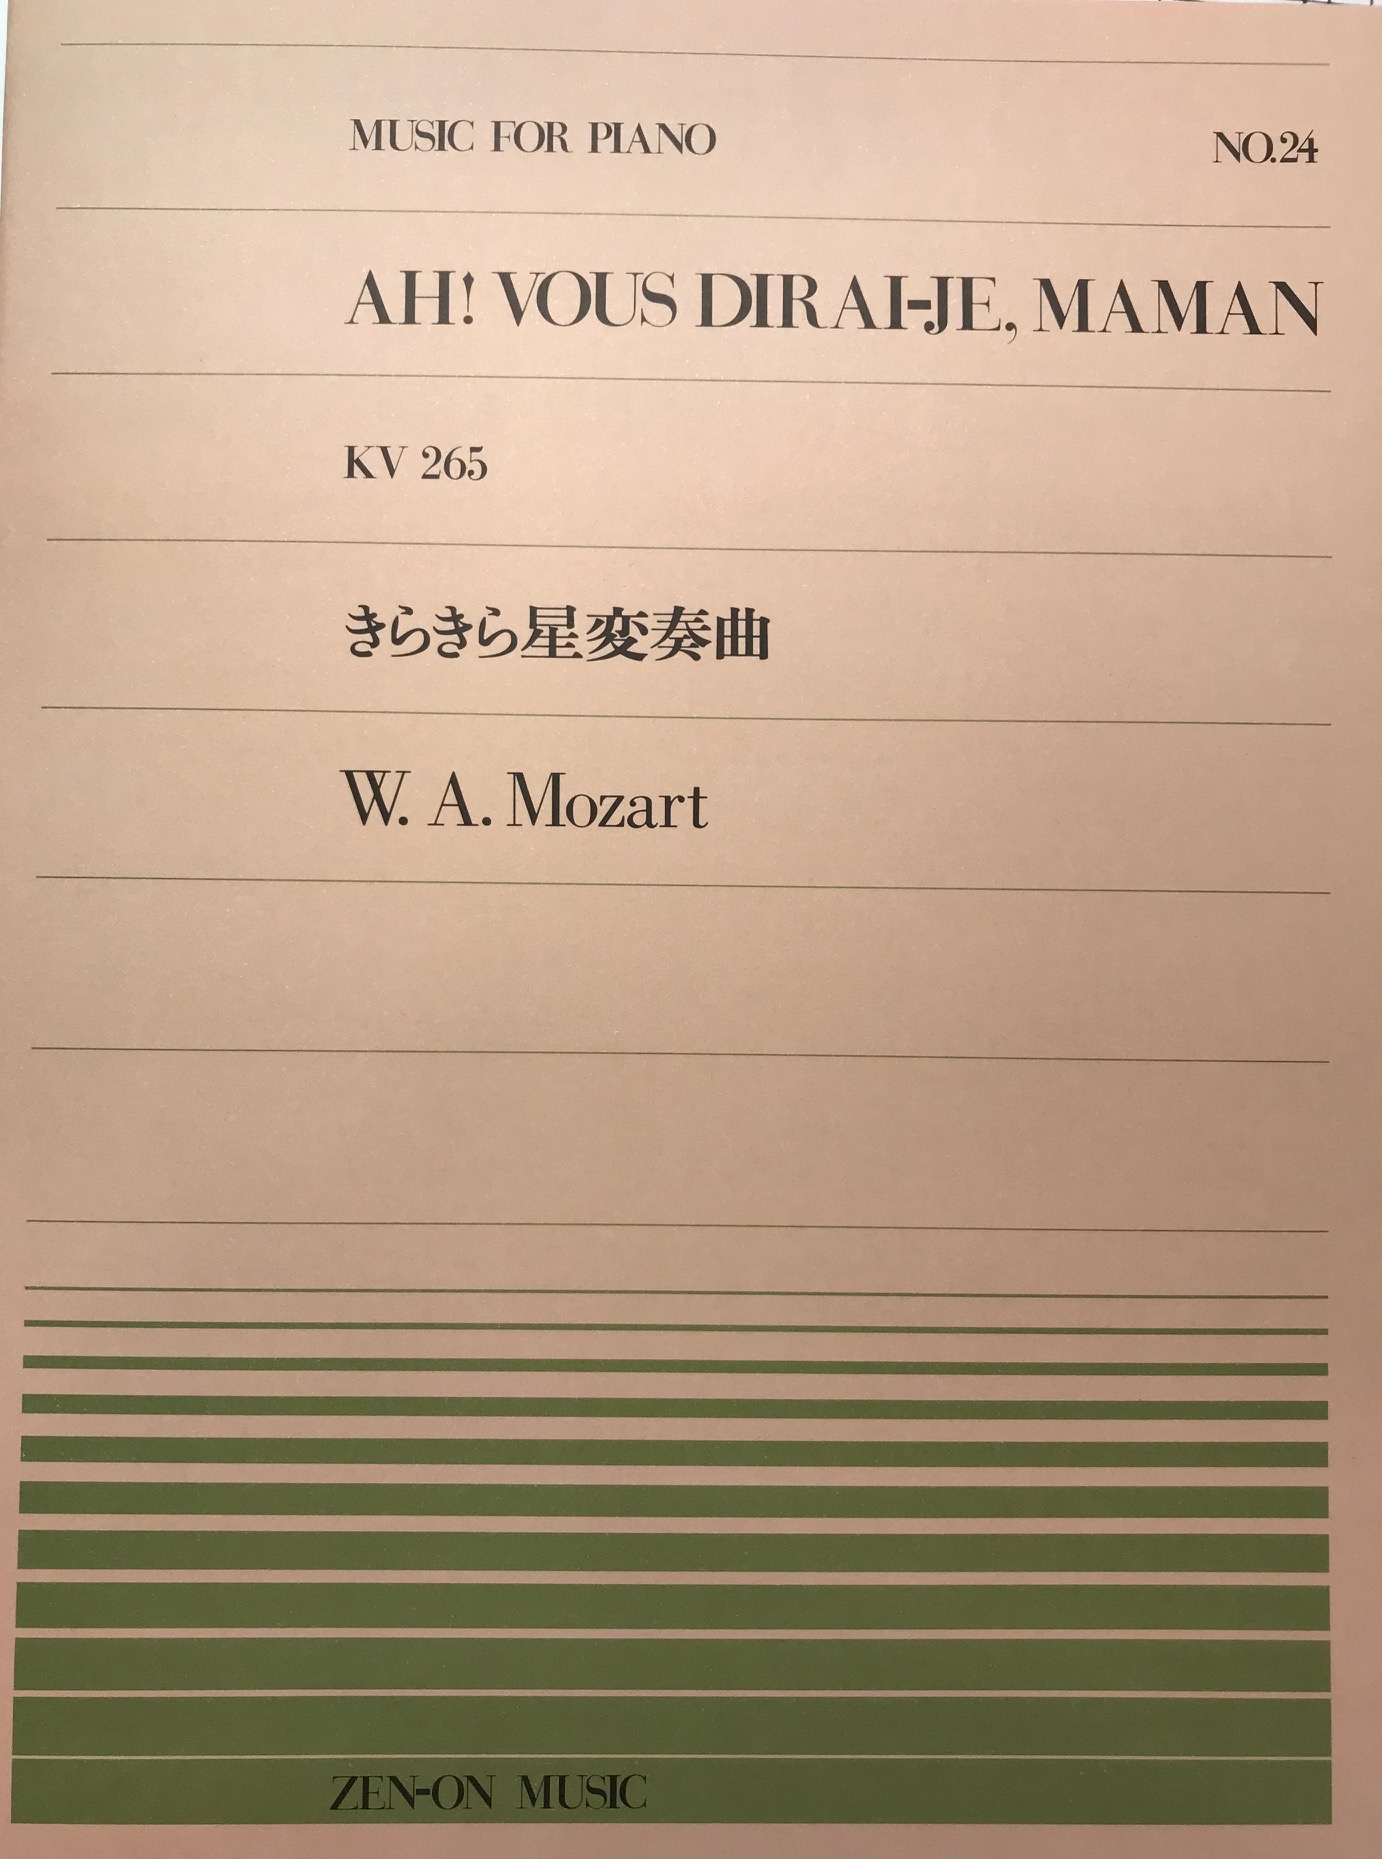 MUSIC FOR PIANO NO.24
AH! VOUS DIRAI-JE, MAMAN
KV 265
きらきら星変奏曲
W. A. Mozart
ZEN-ON MUSIC